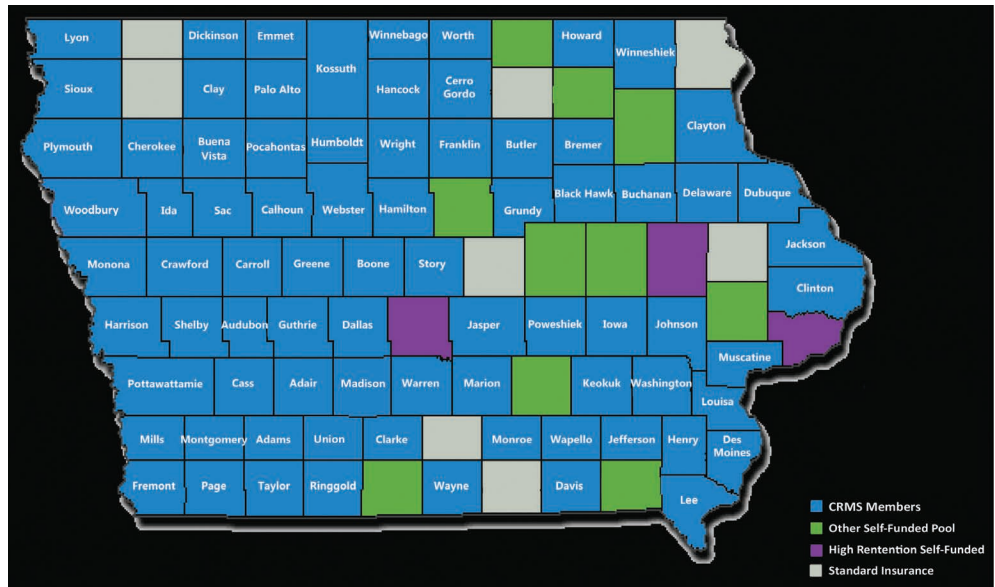 Lyon
Dickinson
Emmet
Winnebago
Worth
Howard
Winneshiek
Kossuth
Sioux
Clay
Palo Alto
Hancock
Cerro
Gordo
Clayton
Plymouth
Cherokee
Buena
Vista
Pocahontas
Humboldt
Wright
Franklin
Butler
Bremer
Woodbury
Ida
Sac
Calhoun
Webster
Hamilton
Grundy
Black Hawk
Buchanan
Delaware
Dubuque
Monona
Crawford
Carroll
Greene
Boone
Story
Jackson
Clinton
Harrison
Shelby
Audubon
Guthrie
Dallas
Jasper
Poweshiek
Iowa
Johnson
Muscatine
Pottawattamie
Cass
Adair
Madison
Warren
Marion
Keokuk
Washington
Louisa
Mills
Montgomery
Adams
Union
Clarke
Monroe
Wapello
Jefferson
Henry
Des
Moines
Fremont
Page
Taylor
Ringgold
Wayne
Davis
Lee
CRMS Members
Other Self-Funded Pool
High Rentention Self-Funded
Standard Insurance